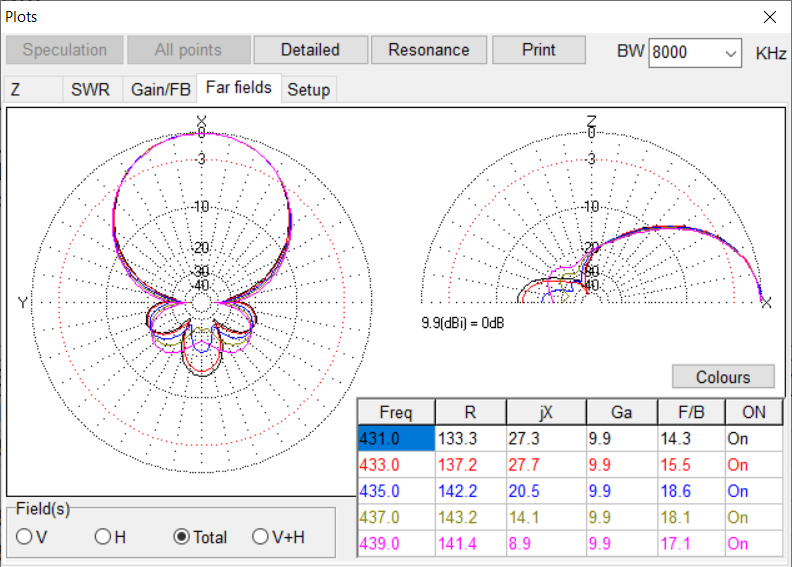 Plots
Speculation All points Detailed Resonance Print BW 8000 KHz
Z SWR Gain/FB Far fields Setup
X
0
-3
-10
20
30
40
Y
Z
0
-3
-10
20
30
40
X
9.9(dBi) = 0dB
Colours
Freq R jX Ga F/B ON
431.0 133.3 27.3 9.9 14.3 On
433.0 137.2 27.7 9.9 15.5 On
435.0 142.2 20.5 9.9 18.6 On
437.0 143.2 14.1 9.9 18.1 On
439.0 141.4 8.9 9.9 17.1 On
Field(s)
V H Total V+H